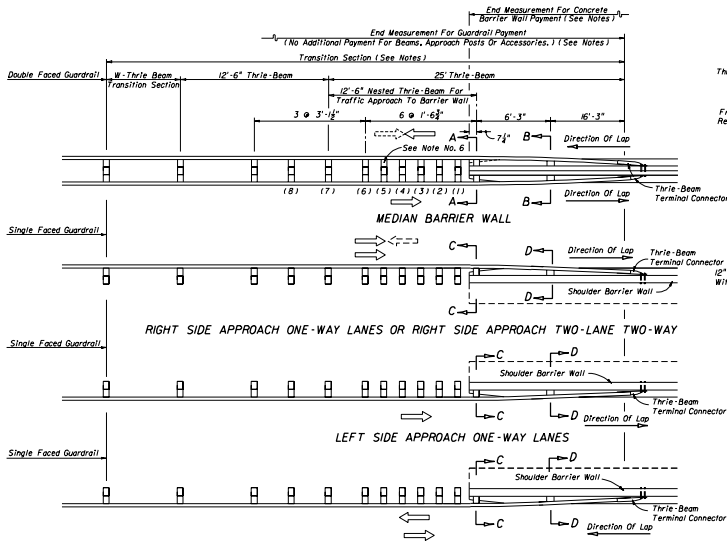 End Measurement For Concrete
Barrier Wall Payment (See Notes)
End Measurement For Guardrail Payment
(No Additional Payment For Beams, Approach Posts Or Accessories.) (See Notes)
Transition Section (See Notes)
Double Faced Guardrail
W-Thrie Beam
Transition Section
12'-6" Thrie-Beam
25' Thrie-Beam
12'-6" Nested Thrie-Beam For
Traffic Approach To Barrier Wall
3 @ 3'-1½"
6 @ 1'-6¾"
6'-3"
16'-3"
A
7¼"
B
Direction Of Lap
See Note No. 6
Thrie-Beam
Terminal Connector
(8) (7) (6) (5) (4) (3) (2) (1)
A
B
Direction Of Lap
MEDIAN BARRIER WALL
Single Faced Guardrail
C
D
Direction Of Lap
Thrie-Beam
Terminal Connector
12"
Shoulder Barrier Wall
C
D
RIGHT SIDE APPROACH ONE-WAY LANES OR RIGHT SIDE APPROACH TWO-LANE TWO-WAY
Single Faced Guardrail
C
D
Shoulder Barrier Wall
Thrie-Beam
Terminal Connector
C
D
Direction Of Lap
LEFT SIDE APPROACH ONE-WAY LANES
Single Faced Guardrail
C
D
Shoulder Barrier Wall
Thrie-Beam
Terminal Connector
C
D
Direction Of Lap